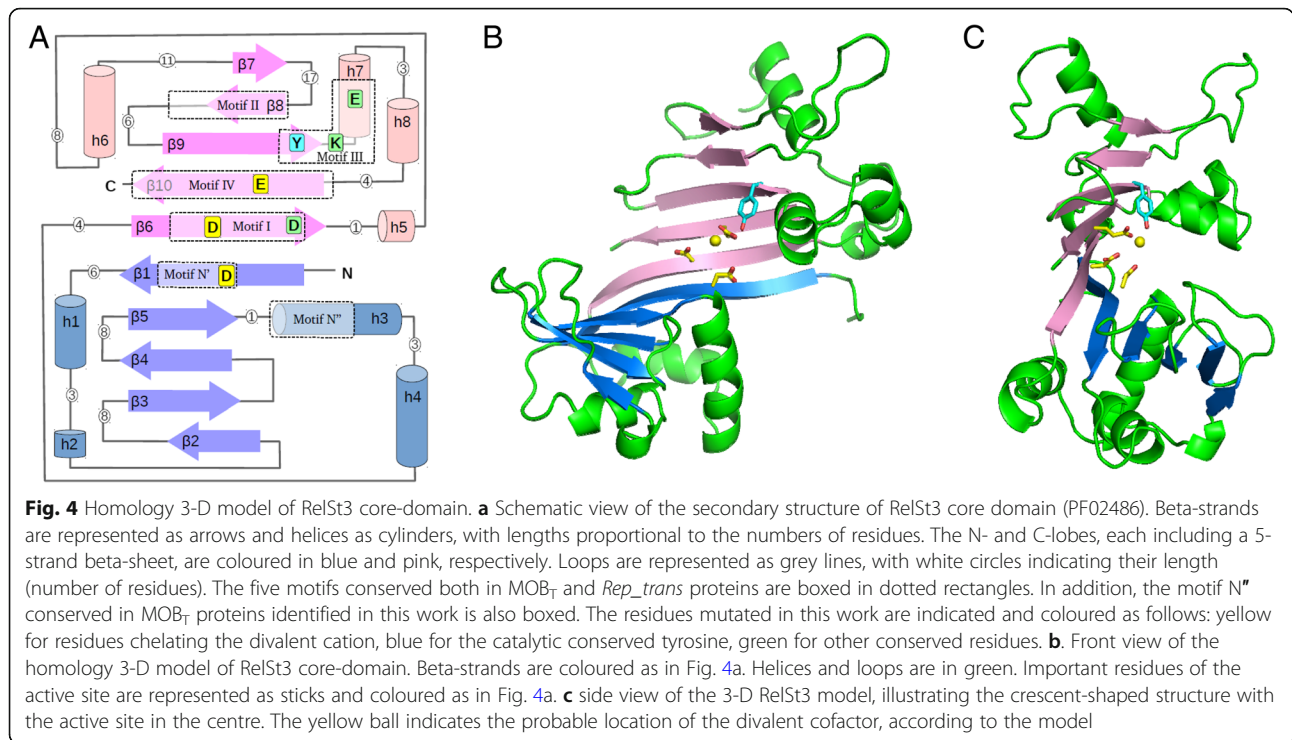 A
B
C
11
β7
17
h7
3
E
h6
Motif II β8
8
6
h8
β9
Y
K
Motif III
C
β10 Motif IV
E
4
4
β6
D
Motif I
D
1
h5
6
β1
Motif N'
D
N
h1
β5
1
Motif N"
h3
8
3
β4
3
β3
h4
8
β2
h2
Fig. 4 Homology 3-D model of RelSt3 core-domain. a Schematic view of the secondary structure of RelSt3 core domain (PF02486). Beta-strands
are represented as arrows and helices as cylinders, with lengths proportional to the numbers of residues. The N- and C-lobes, each including a 5-
strand beta-sheet, are coloured in blue and pink, respectively. Loops are represented as grey lines, with white circles indicating their length
(number of residues). The five motifs conserved both in MOBT and Rep_trans proteins are boxed in dotted rectangles. In addition, the motif N"
conserved in MOBT proteins identified in this work is also boxed. The residues mutated in this work are indicated and coloured as follows: yellow
for residues chelating the divalent cation, blue for the catalytic conserved tyrosine, green for other conserved residues. b. Front view of the
homology 3-D model of RelSt3 core-domain. Beta-strands are coloured as in Fig. 4a. Helices and loops are in green. Important residues of the
active site are represented as sticks and coloured as in Fig. 4a. c side view of the 3-D RelSt3 model, illustrating the crescent-shaped structure with
the active site in the centre. The yellow ball indicates the probable location of the divalent cofactor, according to the model